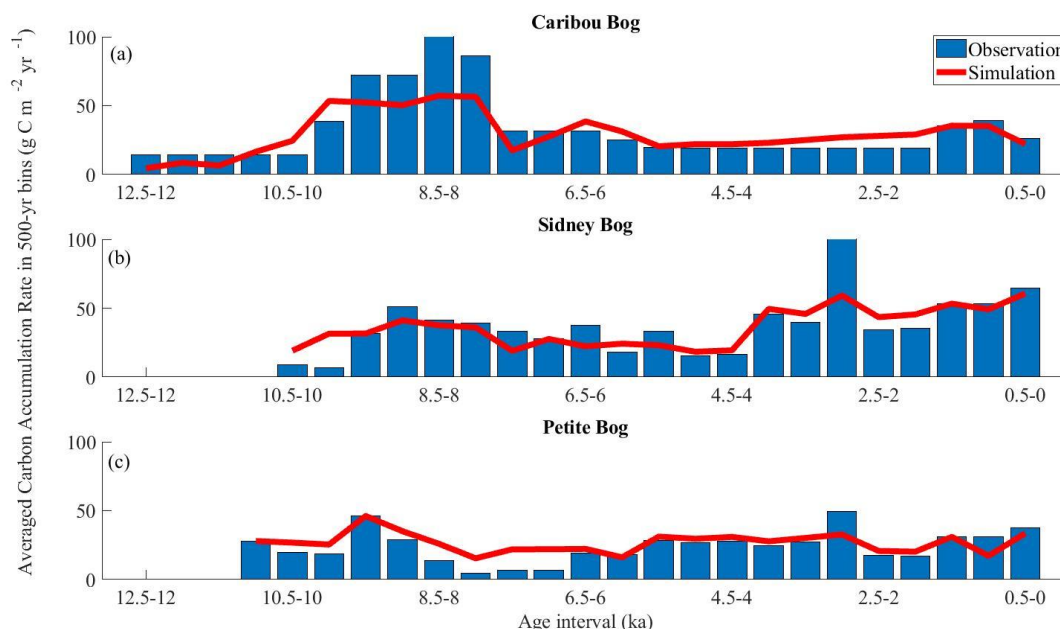 Caribou Bog
(a)
Observation
Simulation
100
50
0
12.5-12 10.5-10 8.5-8 6.5-6 4.5-4 2.5-2 0.5-0
Sidney Bog
(b)
100
50
0
12.5-12 10.5-10 8.5-8 6.5-6 4.5-4 2.5-2 0.5-0
Petite Bog
(c)
100
50
0
12.5-12 10.5-10 8.5-8 6.5-6 4.5-4 2.5-2 0.5-0
Age interval (ka)
Averaged Carbon Accumulation Rate in 500-yr bins (g C m ⁻² yr ⁻¹)